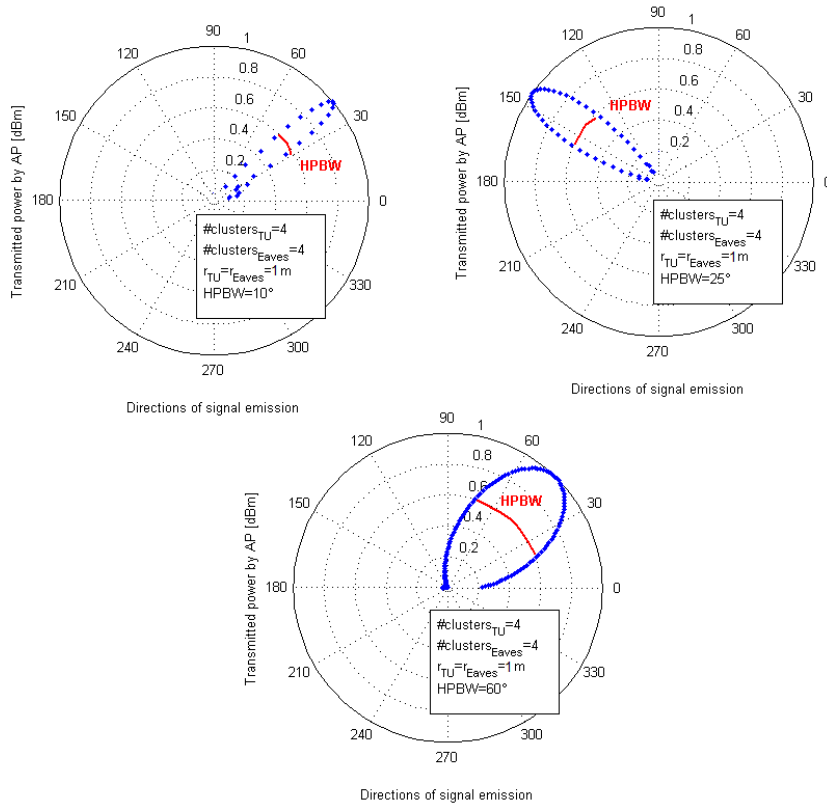 Transmitted power by AP [dBm]
90
1
120
60
0.8
0.6
150
30
0.4
0.2
HPBW
180
0
#clusters_TU=4
#clusters_Eaves=4
r_TU=r_Eaves=1m
HPBW=10°
210
330
240
300
270
Directions of signal emission
Transmitted power by AP [dBm]
90
1
120
60
0.8
0.6
150
HPBW
30
0.4
0.2
180
0
#clusters_TU=4
#clusters_Eaves=4
r_TU=r_Eaves=1m
HPBW=25°
210
330
240
300
270
Directions of signal emission
Transmitted power by AP [dBm]
90
1
120
60
0.8
0.6
150
HPBW
30
0.4
0.2
180
0
#clusters_TU=4
#clusters_Eaves=4
r_TU=r_Eaves=1m
HPBW=60°
210
330
240
300
270
Directions of signal emission